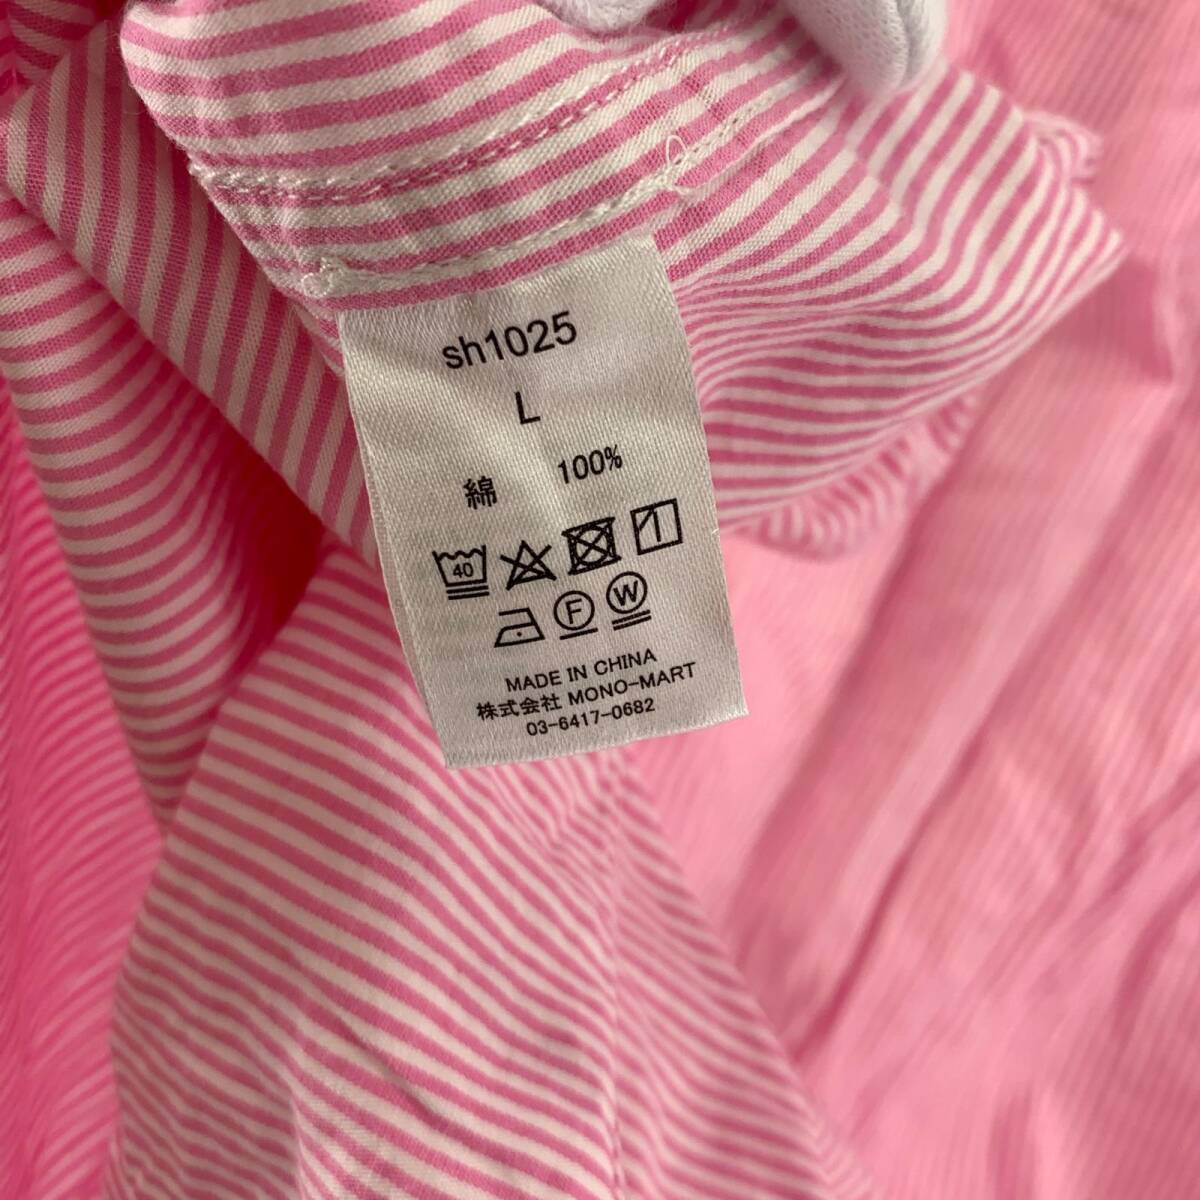 sh1025
L
綿 100%
40
F W
MADE IN CHINA
株式会社 MONO-MART
03-6417-0682